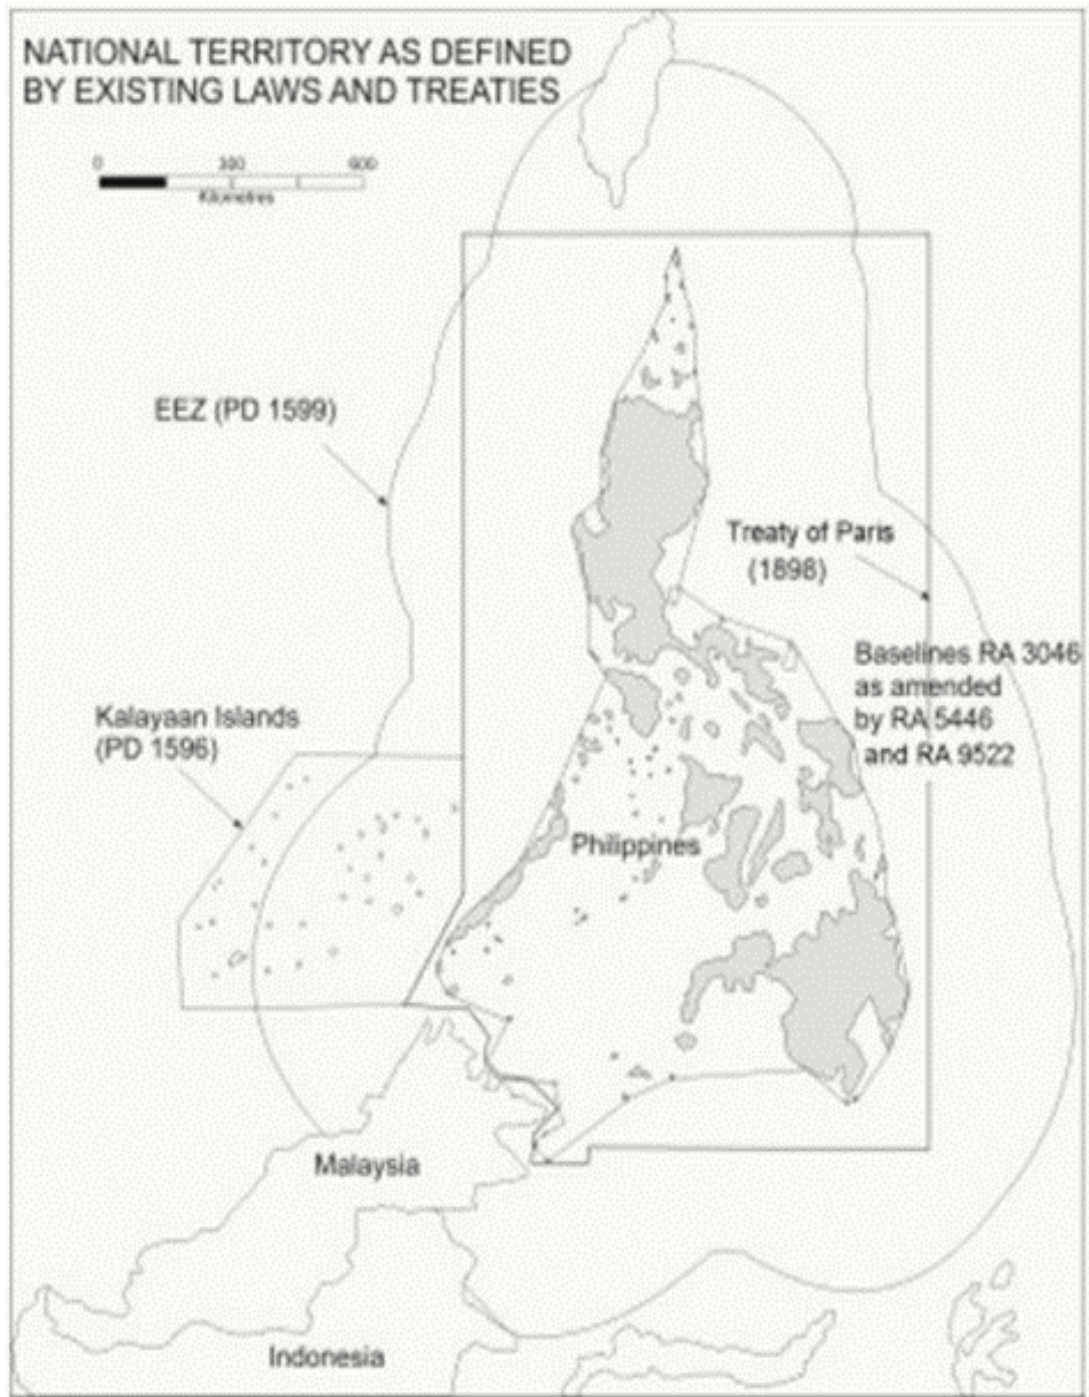 NATIONAL TERRITORY AS DEFINED
BY EXISTING LAWS AND TREATIES
0 300 600
Kilometres
EEZ (PD 1599)
Treaty of Paris
(1898)
Baselines RA 3046
as amended
by RA 5446
and RA 9522
Kalayaan Islands
(PD 1596)
Philippines
Malaysia
Indonesia